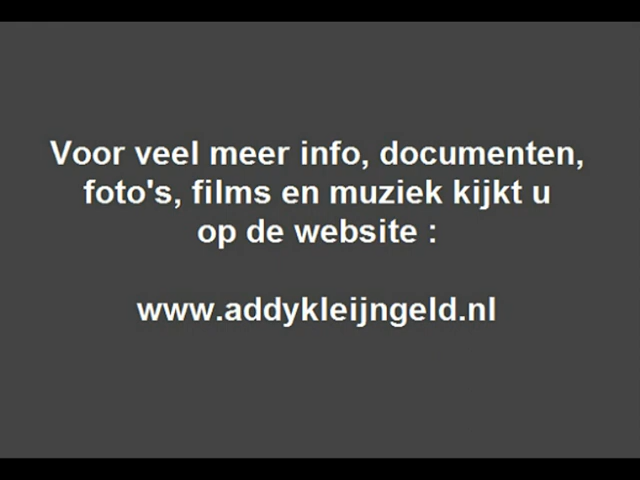 Voor veel meer info, documenten,
foto's, films en muziek kijkt u
op de website :
www.addykleijngeld.nl